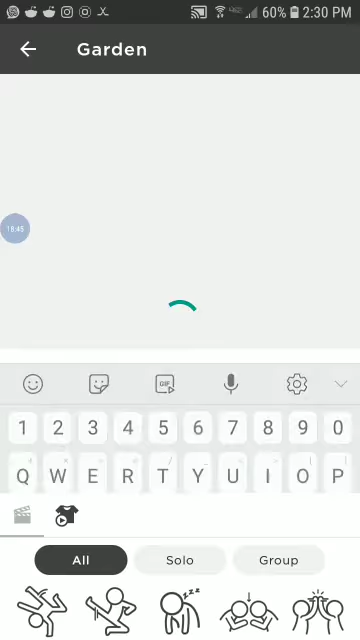 60% 2:30 PM
Garden
18:45
GIF
1 2 3 4 5 6 7 8 9 0
Q W E R T Y U I O P
All Solo Group
z z z